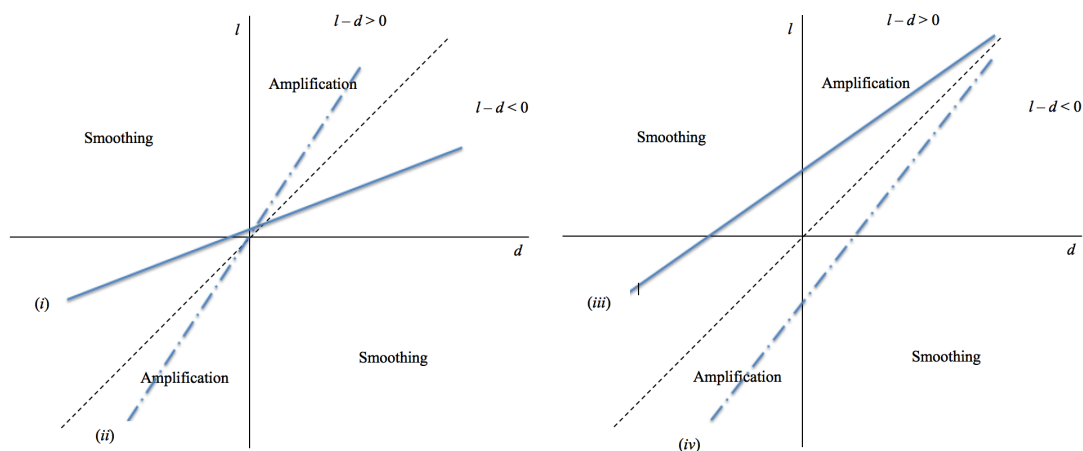 l
l – d > 0
Amplification
l – d < 0
Smoothing
d
(i)
Smoothing
Amplification
(ii)
l
l – d > 0
Amplification
l – d < 0
Smoothing
d
(iii)
Smoothing
Amplification
(iv)